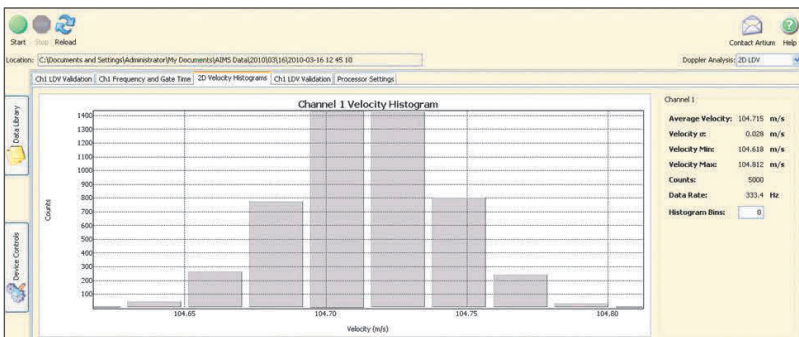 Start Stop Reload Contact Artium Help
Location: C:\Documents and Settings\Administrator\My Documents\AIMS Data\2010\03\16\2010-03-16 12 45 10 Doppler Analysis: 2D LDV
Ch1 LDV Validation Ch1 Frequency and Gate Time 2D Velocity Histograms Ch1 LDV Validation Processor Settings
Data Library
Device Controls
Channel 1 Velocity Histogram
Counts
1400
1300
1200
1100
1000
900
800
700
600
500
400
300
200
100
104.65 104.70 104.75 104.80
Velocity (m/s)
Channel 1
Average Velocity: 104.715 m/s
Velocity σ: 0.028 m/s
Velocity Min: 104.618 m/s
Velocity Max: 104.812 m/s
Counts: 5000
Data Rate: 333.4 Hz
Histogram Bins: 0